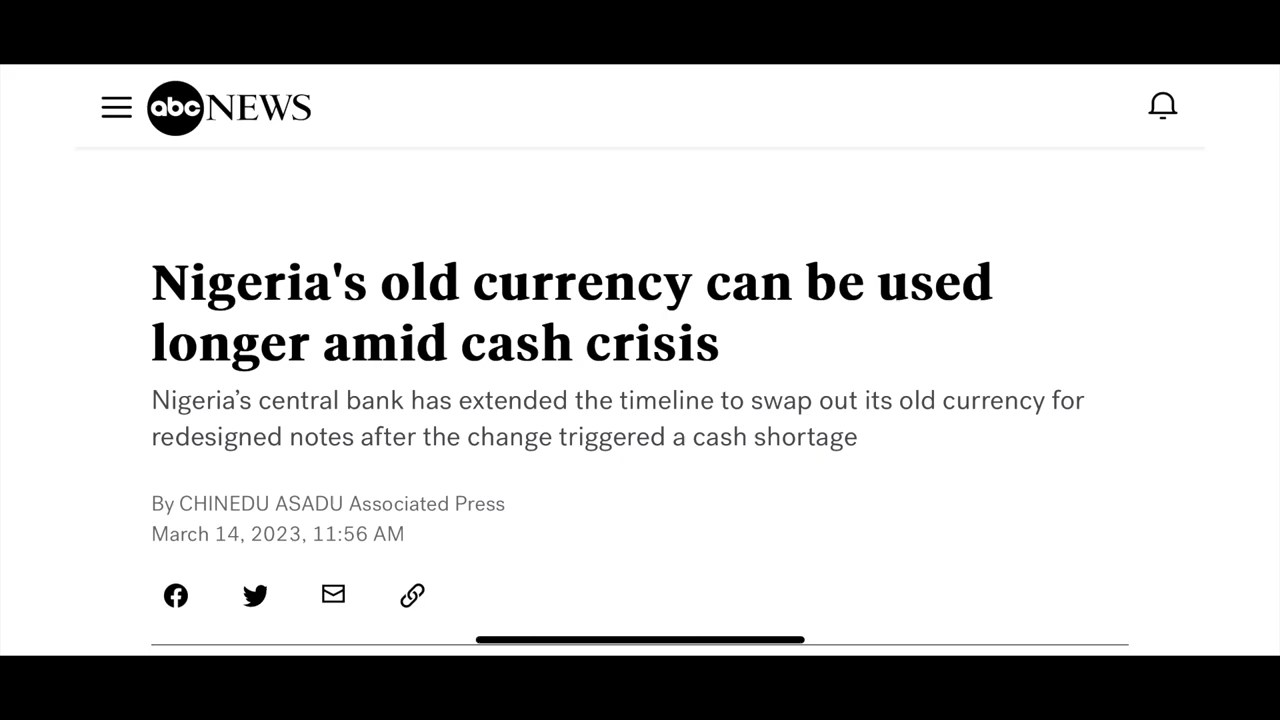 abc NEWS
Nigeria's old currency can be used
longer amid cash crisis
Nigeria’s central bank has extended the timeline to swap out its old currency for
redesigned notes after the change triggered a cash shortage
By CHINEDU ASADU Associated Press
March 14, 2023, 11:56 AM